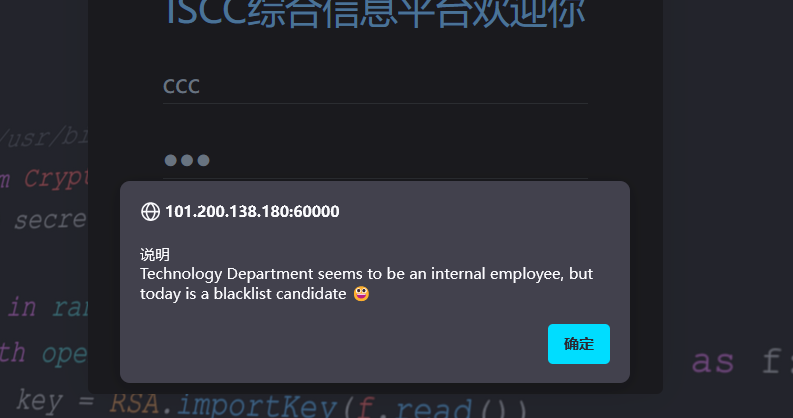 ISCC综合信息平台欢迎你
ccc
/usr/bi
m Crypt
secre
101.200.138.180:60000
说明
Technology Department seems to be an internal employee, but
today is a blacklist candidate 😀
in ran
th ope
确定
as f:
key = RSA.importKey(f.read())